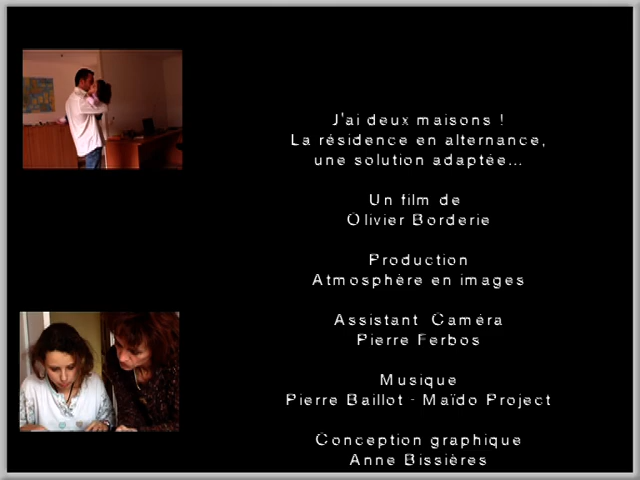 J'ai deux maisons !
La résidence en alternance,
une solution adaptée...
Un film de
Olivier Borderie
Production
Atmosphère en images
Assistant Caméra
Pierre Ferbos
Musique
Pierre Baillot - Maïdo Project
Conception graphique
Anne Bissières